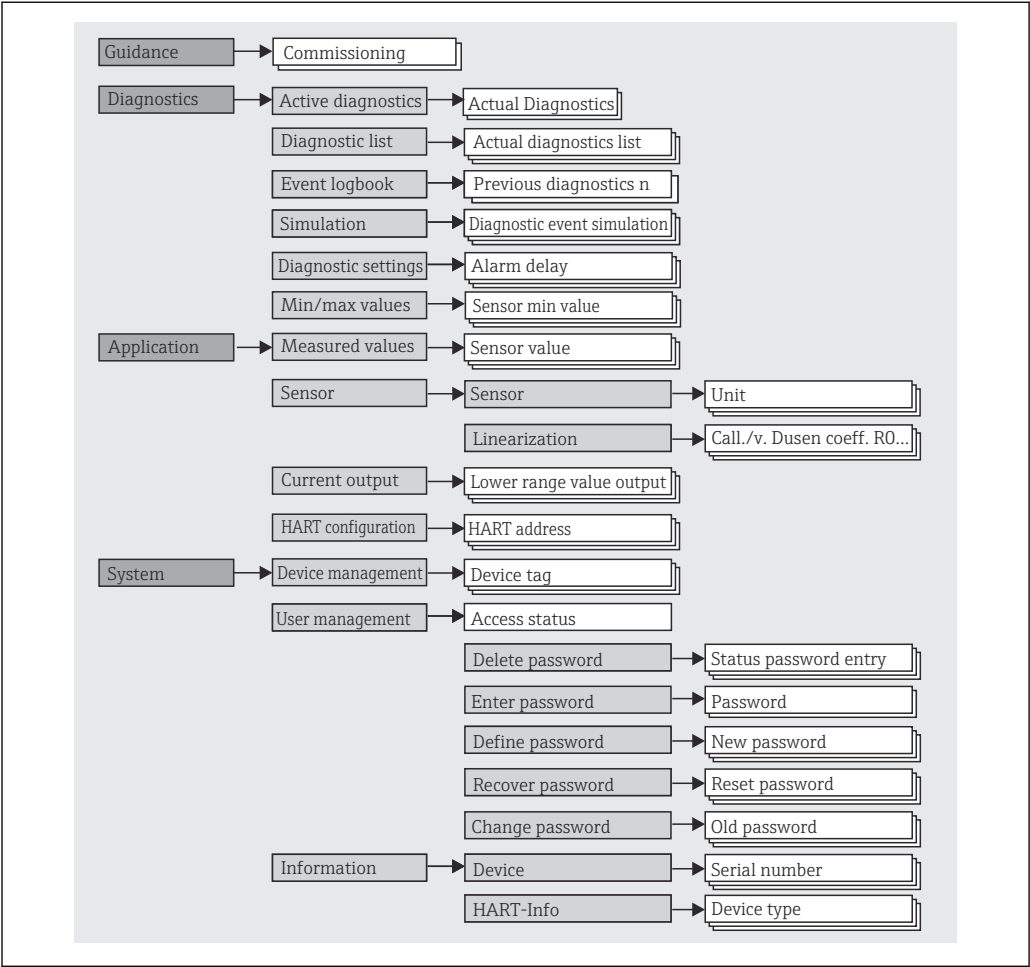 Guidance
Commissioning
Diagnostics
Active diagnostics
Actual Diagnostics
Diagnostic list
Actual diagnostics list
Event logbook
Previous diagnostics n
Simulation
Diagnostic event simulation
Diagnostic settings
Alarm delay
Min/max values
Sensor min value
Application
Measured values
Sensor value
Sensor
Sensor
Unit
Linearization
Call./v. Dusen coeff. R0...
Current output
Lower range value output
HART configuration
HART address
System
Device management
Device tag
User management
Access status
Delete password
Status password entry
Enter password
Password
Define password
New password
Recover password
Reset password
Change password
Old password
Information
Device
Serial number
HART-Info
Device type